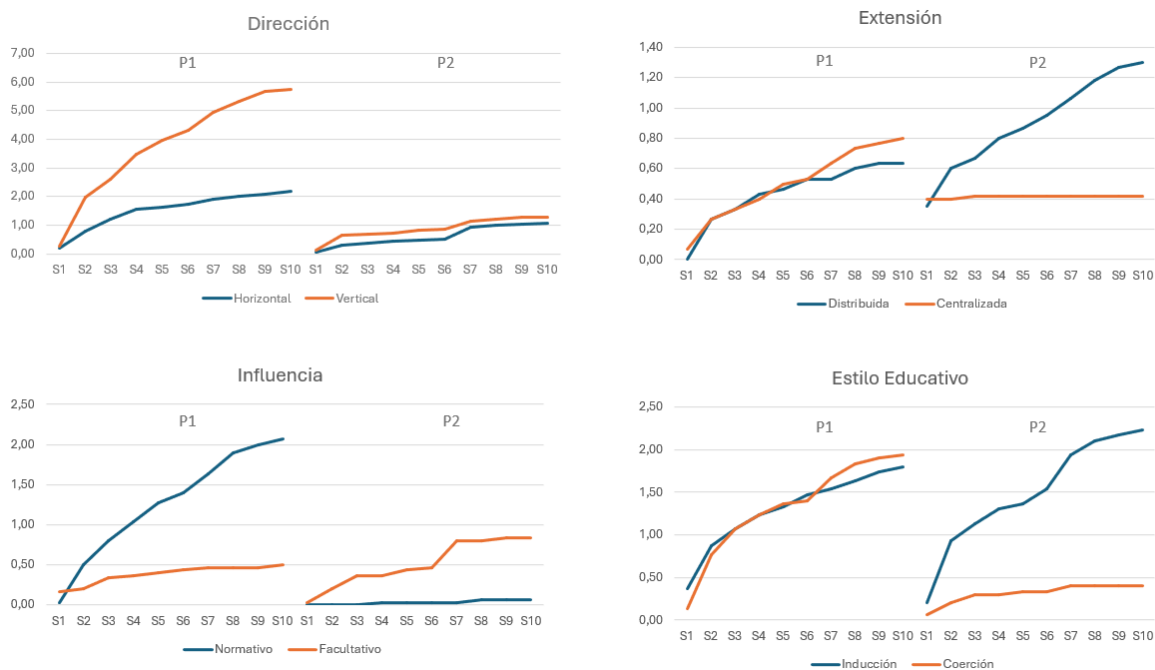 Dirección
P1 P2
7,00
6,00
5,00
4,00
3,00
2,00
1,00
0,00
S1 S2 S3 S4 S5 S6 S7 S8 S9 S10 S1 S2 S3 S4 S5 S6 S7 S8 S9 S10
Horizontal Vertical
Extensión
P1 P2
1,40
1,20
1,00
0,80
0,60
0,40
0,20
0,00
S1 S2 S3 S4 S5 S6 S7 S8 S9 S10 S1 S2 S3 S4 S5 S6 S7 S8 S9 S10
Distribuida Centralizada
Influencia
P1 P2
2,50
2,00
1,50
1,00
0,50
0,00
S1 S2 S3 S4 S5 S6 S7 S8 S9 S10 S1 S2 S3 S4 S5 S6 S7 S8 S9 S10
Normativo Facultativo
Estilo Educativo
P1 P2
2,50
2,00
1,50
1,00
0,50
0,00
S1 S2 S3 S4 S5 S6 S7 S8 S9 S10 S1 S2 S3 S4 S5 S6 S7 S8 S9 S10
Inducción Coerción